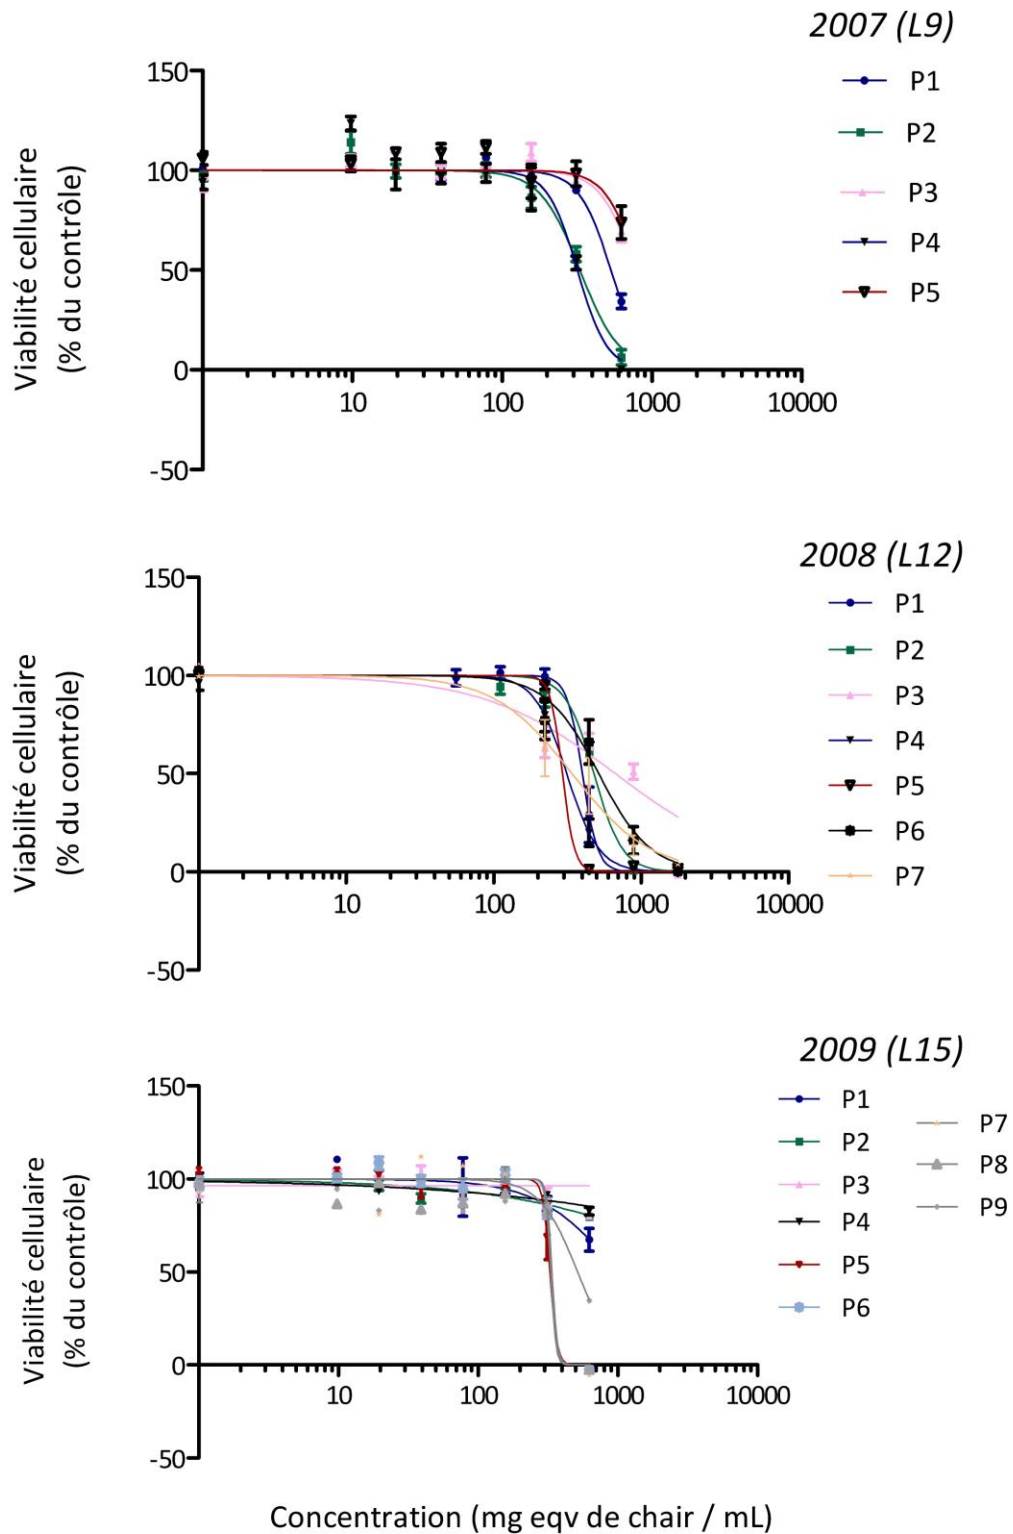 2007 (L9)
P1
P2
P3
P4
P5
Viabilité cellulaire
(% du contrôle)
150
100
50
0
-50
10
100
1000
10000
2008 (L12)
P1
P2
P3
P4
P5
P6
P7
Viabilité cellulaire
(% du contrôle)
150
100
50
0
-50
10
100
1000
10000
2009 (L15)
P1
P2
P3
P4
P5
P6
P7
P8
P9
Viabilité cellulaire
(% du contrôle)
150
100
50
0
-50
10
100
1000
10000
Concentration (mg eqv de chair / mL)